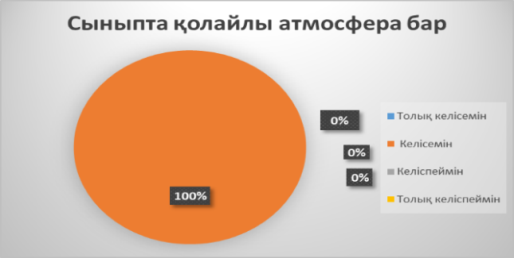 Сыныпта қолайлы атмосфера бар
0%
0%
0%
100%
Толық келісемін
Келісемін
Келіспеймін
Толық келіспеймін